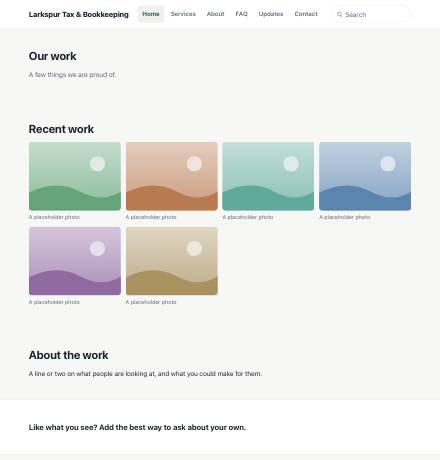 Larkspur Tax & Bookkeeping Home Services About FAQ Updates Contact Search
Our work
A few things we are proud of.
Recent work
A placeholder photo A placeholder photo A placeholder photo A placeholder photo
A placeholder photo A placeholder photo
About the work
A line or two on what people are looking at, and what you could make for them.
Like what you see? Add the best way to ask about your own.